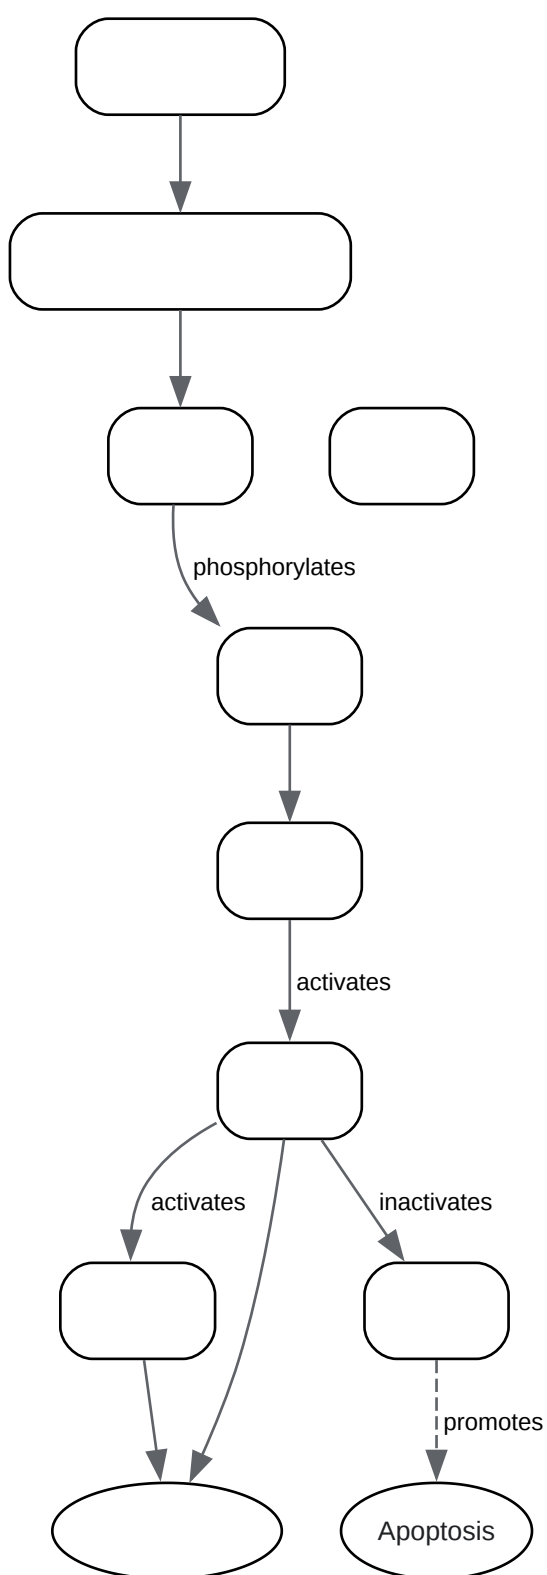 phosphorylates
activates
activates
inactivates
promotes
Apoptosis